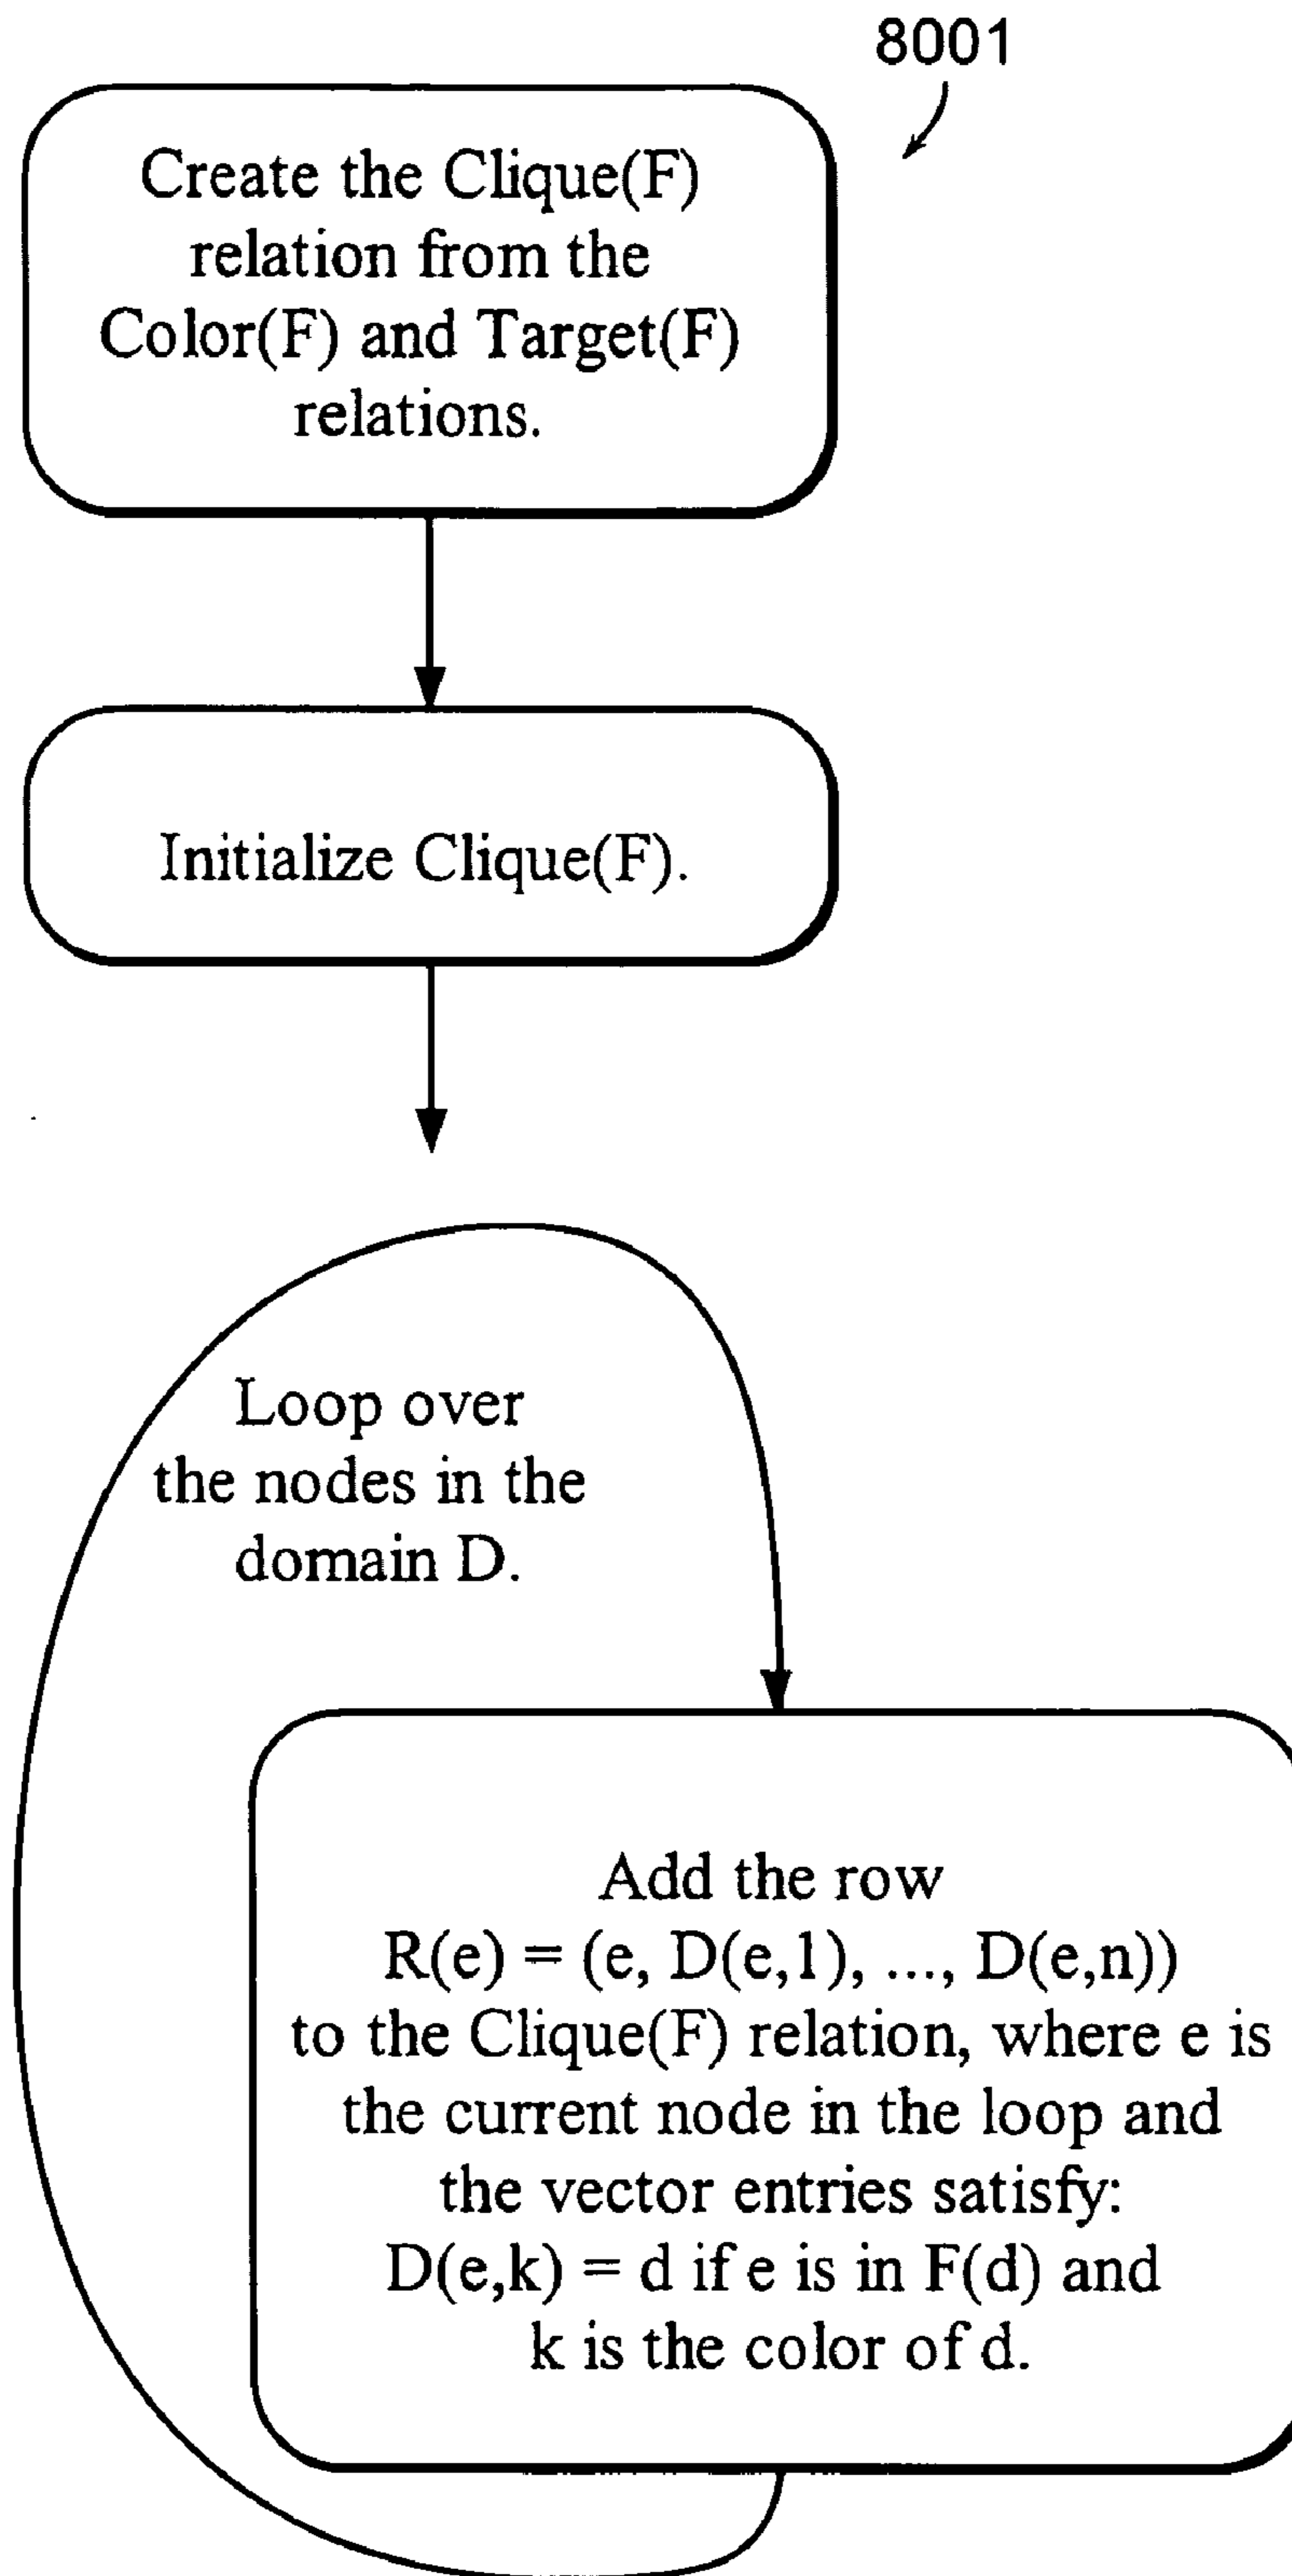 8001
Create the Clique(F)
relation from the
Color(F) and Target(F)
relations.
Initialize Clique(F).
Loop over
the nodes in the
domain D.
Add the row
R(e) = (e, D(e,1), ..., D(e,n))
to the Clique(F) relation, where e is
the current node in the loop and
the vector entries satisfy:
D(e,k) = d if e is in F(d) and
k is the color of d.